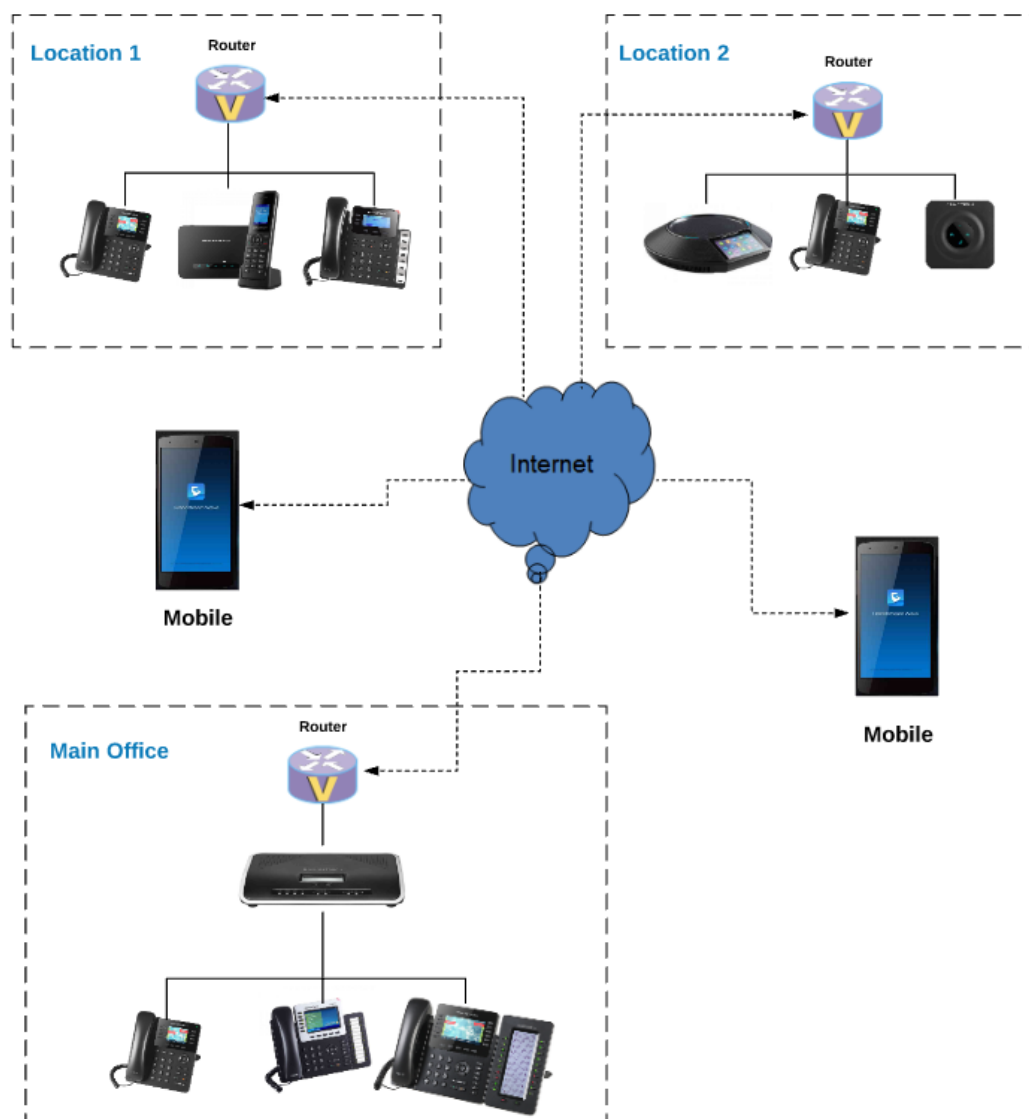 Location 1
Router
Location 2
Router
Internet
Mobile
Mobile
Main Office
Router
V
V
V